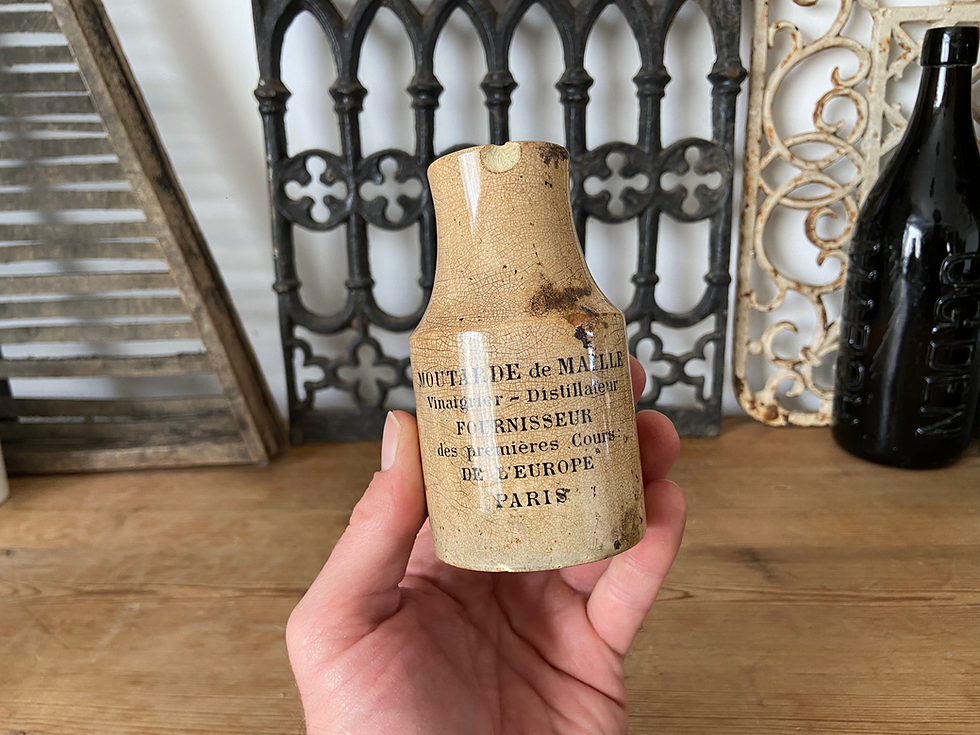 MOUTARDE de MAILLE
Vinaigrier - Distillateur
FOURNISSEUR
des premières Cours
DE L'EUROPE
PARIS